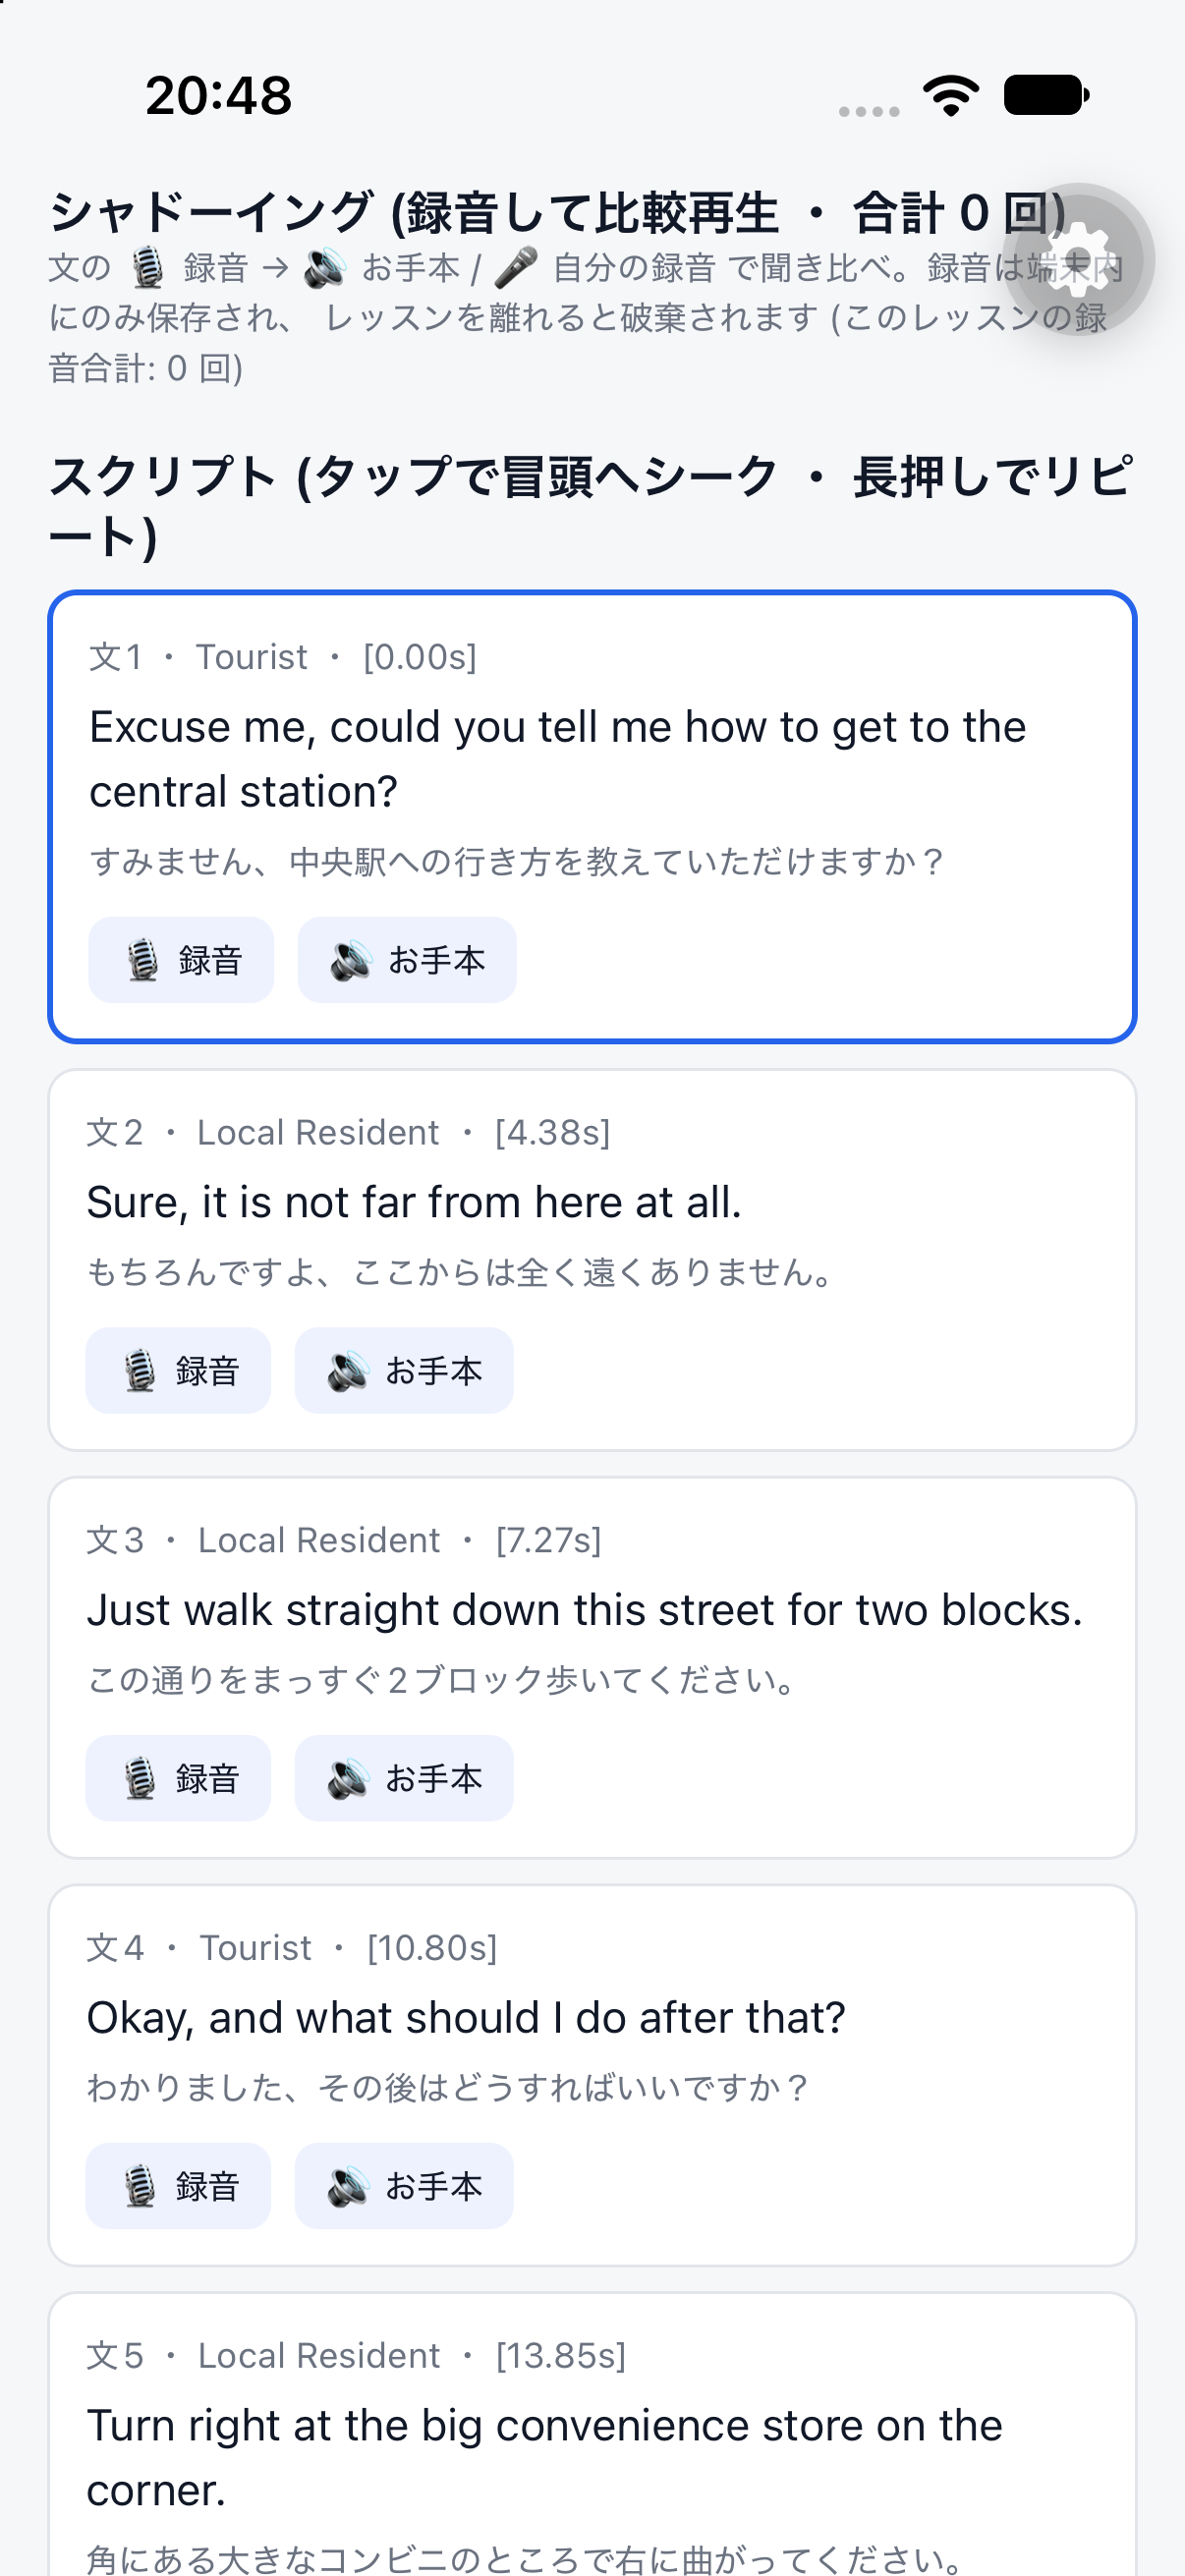 20:48
シャドーイング (録音して比較再生 ・ 合計 0 回)
文の 🎙️ 録音 → 🔊 お手本 / 🎤 自分の録音 で聞き比べ。録音は端末内
にのみ保存され、 レッスンを離れると破棄されます (このレッスンの録
音合計: 0 回)
スクリプト (タップで冒頭へシーク ・ 長押しでリピ
ート)
文1 ・ Tourist ・ [0.00s]
Excuse me, could you tell me how to get to the
central station?
すみません、中央駅への行き方を教えていただけますか？
🎙️ 録音 🔊 お手本
文2 ・ Local Resident ・ [4.38s]
Sure, it is not far from here at all.
もちろんですよ、ここからは全く遠くありません。
🎙️ 録音 🔊 お手本
文3 ・ Local Resident ・ [7.27s]
Just walk straight down this street for two blocks.
この通りをまっすぐ2ブロック歩いてください。
🎙️ 録音 🔊 お手本
文4 ・ Tourist ・ [10.80s]
Okay, and what should I do after that?
わかりました、その後はどうすればいいですか？
🎙️ 録音 🔊 お手本
文5 ・ Local Resident ・ [13.85s]
Turn right at the big convenience store on the
corner.
角にある大きなコンビニのところで右に曲がってください。